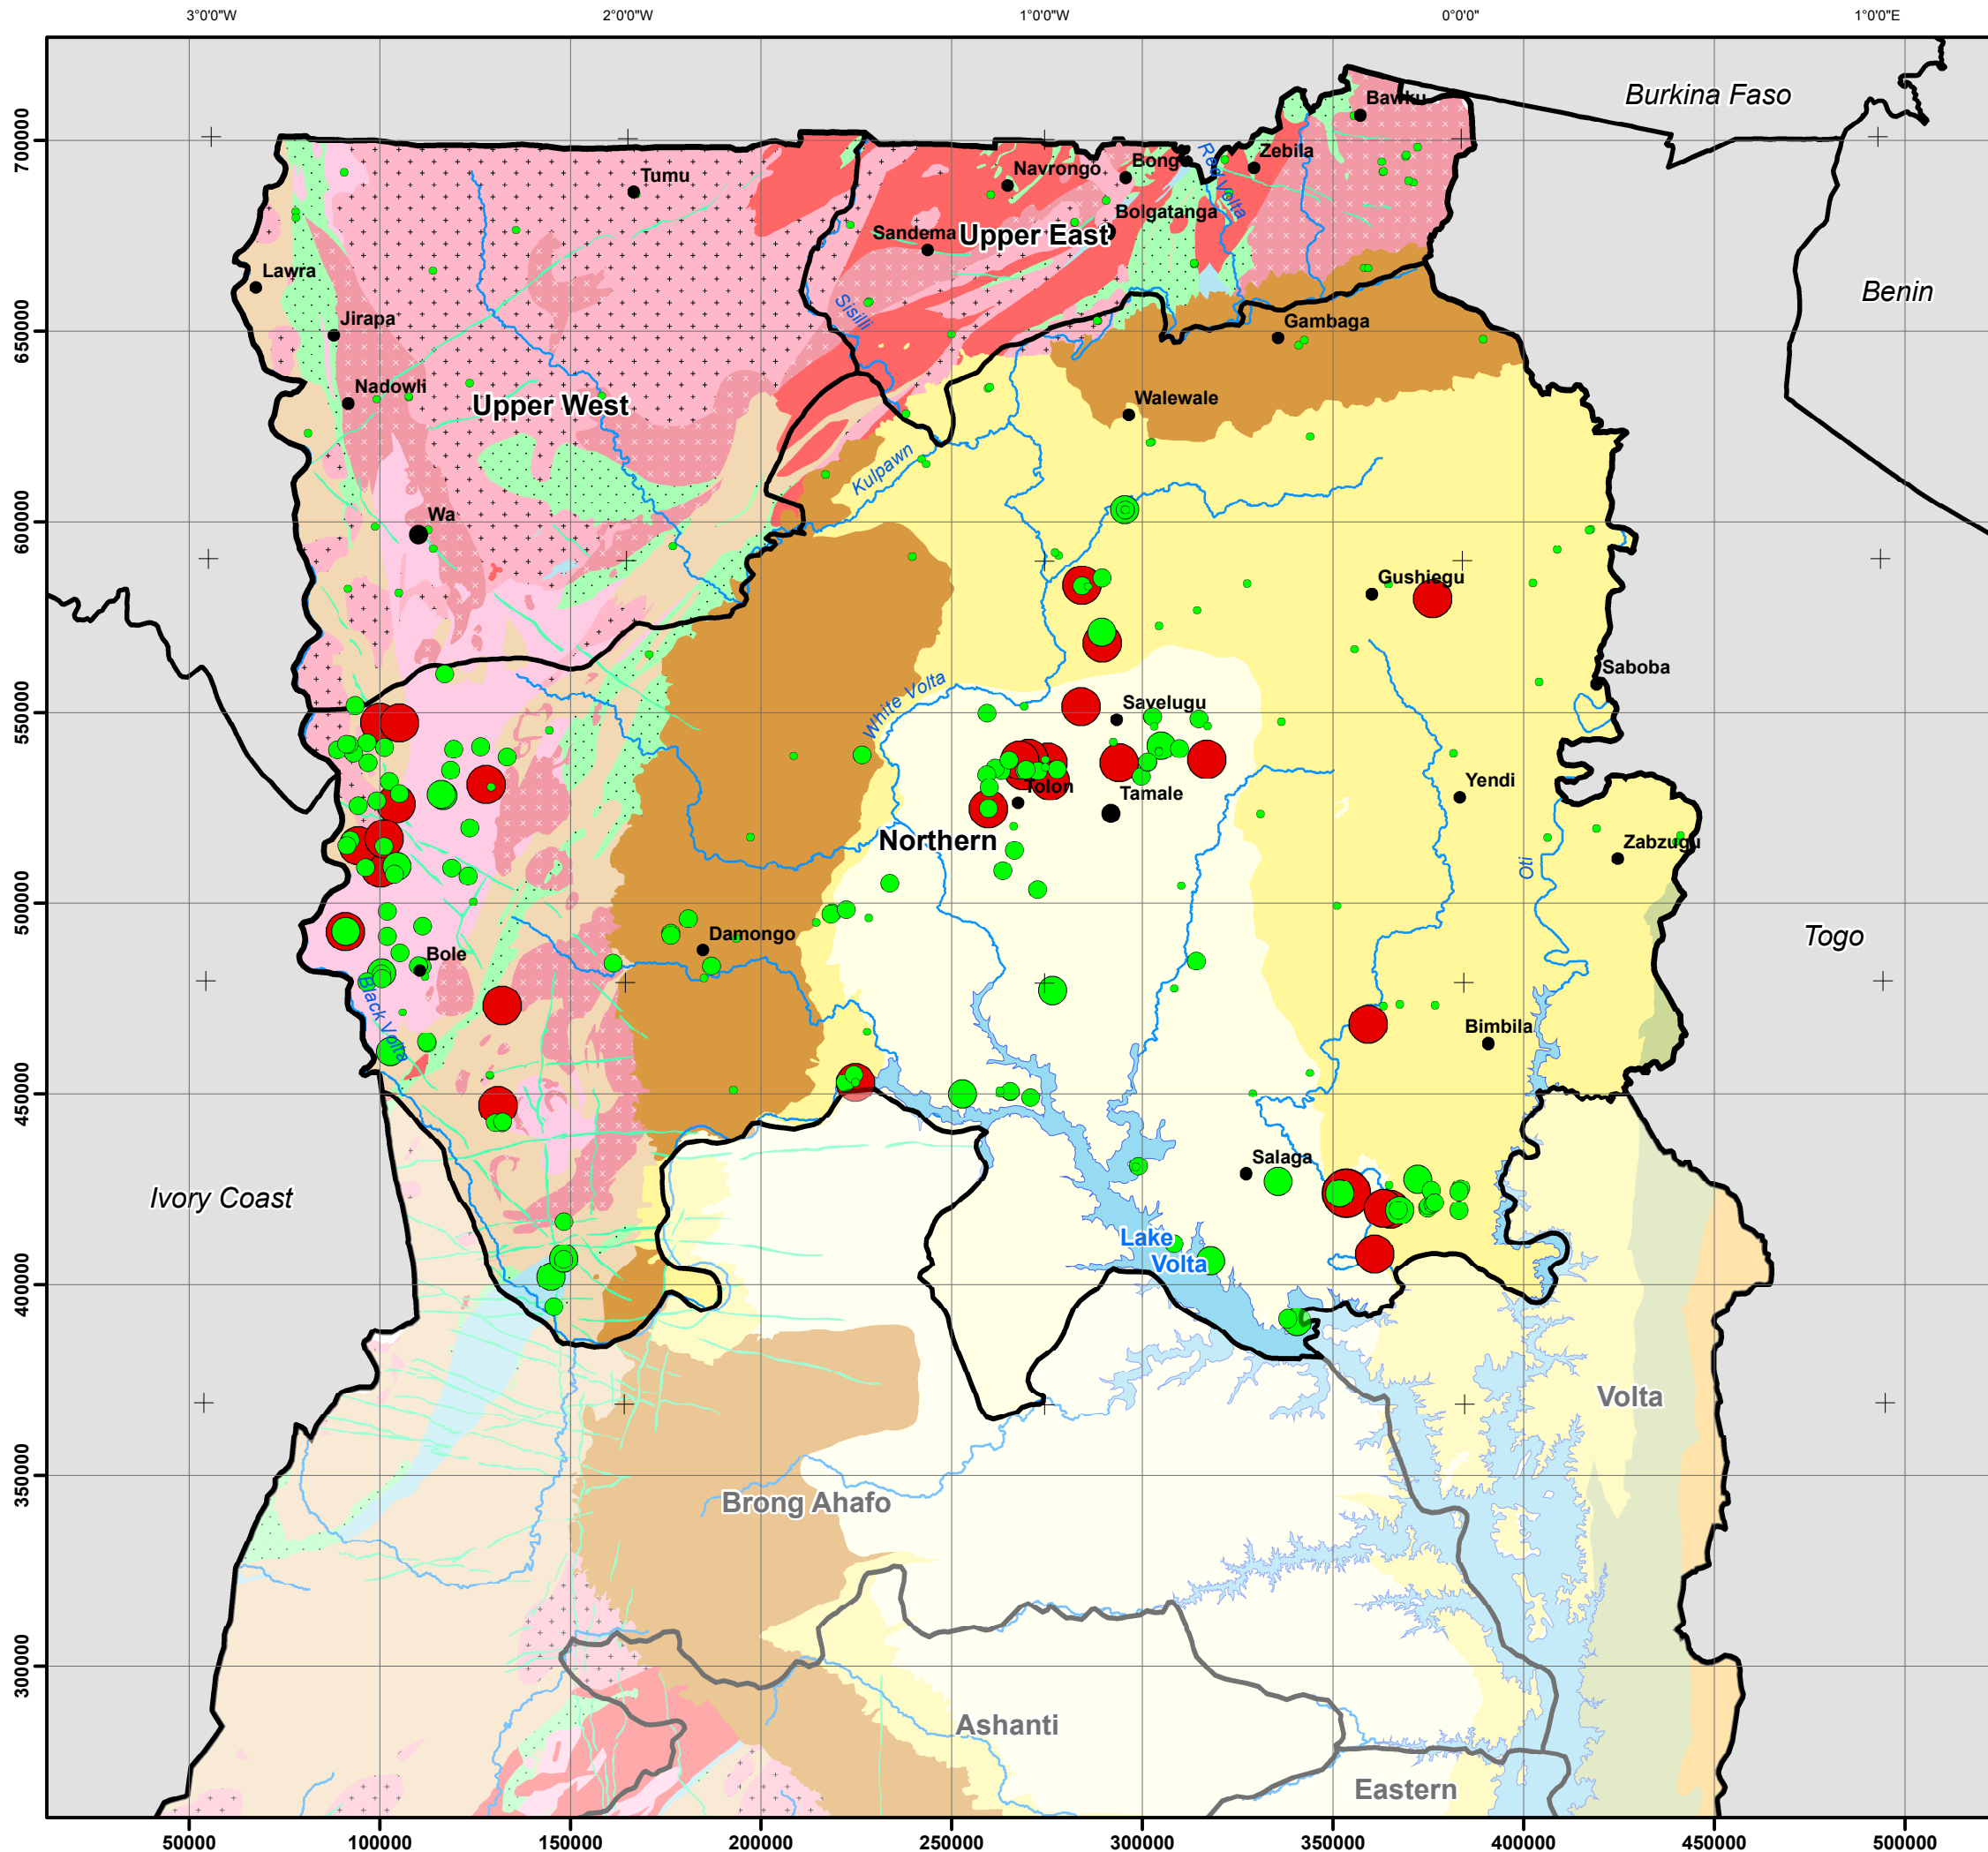 3°0'0"W 2°0'0"W 1°0'0"W 0°0'0" 1°0'0"E
Burkina Faso
Bawku
700000
Navrongo
Bong
Zebila
Red Volta
Tumu
Bolgatanga
Sandema
Upper East
Lawra
Benin
Sisilli
Jirapa
Gambaga
650000
Nadowli
Upper West
Walewale
Kulpawn
Wa
600000
Gushiegu
Saboba
White Volta
Savelugu
550000
Yendi
Tolon
Tamale
Northern
Zabzugu
Oti
500000
Damongo
Togo
Bole
Black Volta
Bimbila
450000
Salaga
Ivory Coast
Lake
Volta
400000
Volta
350000
Brong Ahafo
300000
Ashanti
Eastern
50000 100000 150000 200000 250000 300000 350000 400000 450000 500000